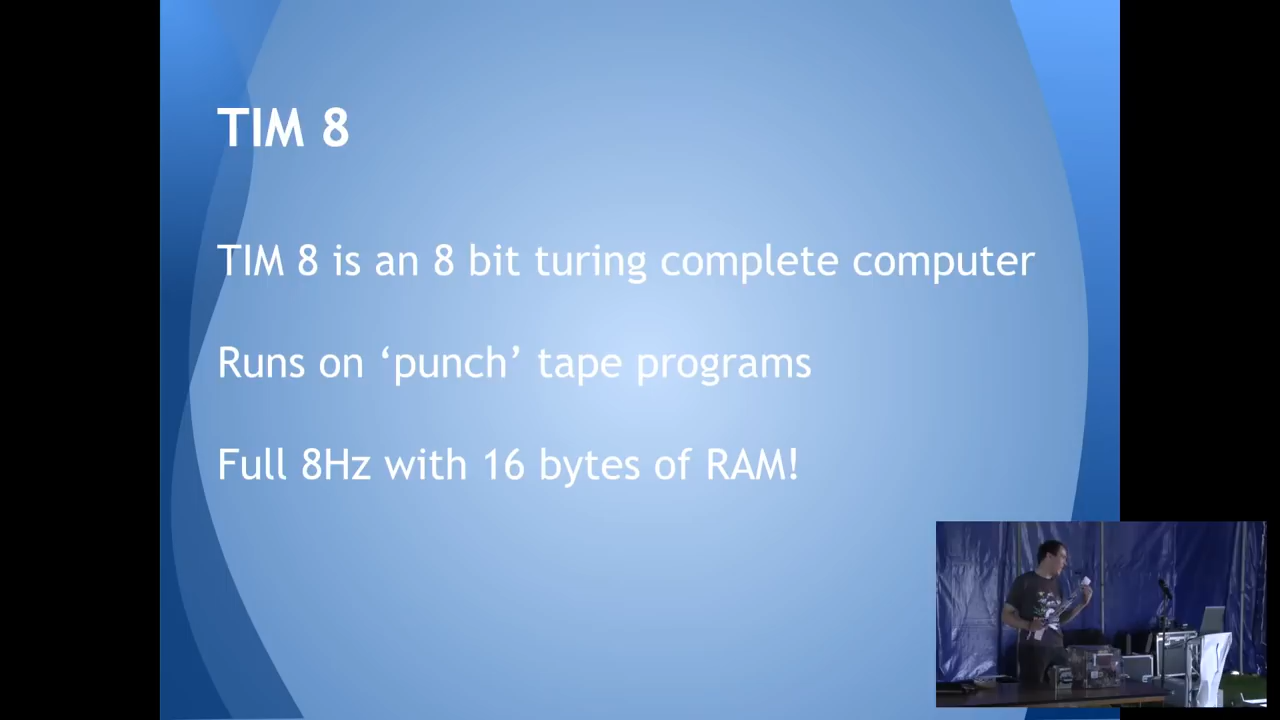 TIM 8
TIM 8 is an 8 bit turing complete computer
Runs on ‘punch’ tape programs
Full 8Hz with 16 bytes of RAM!